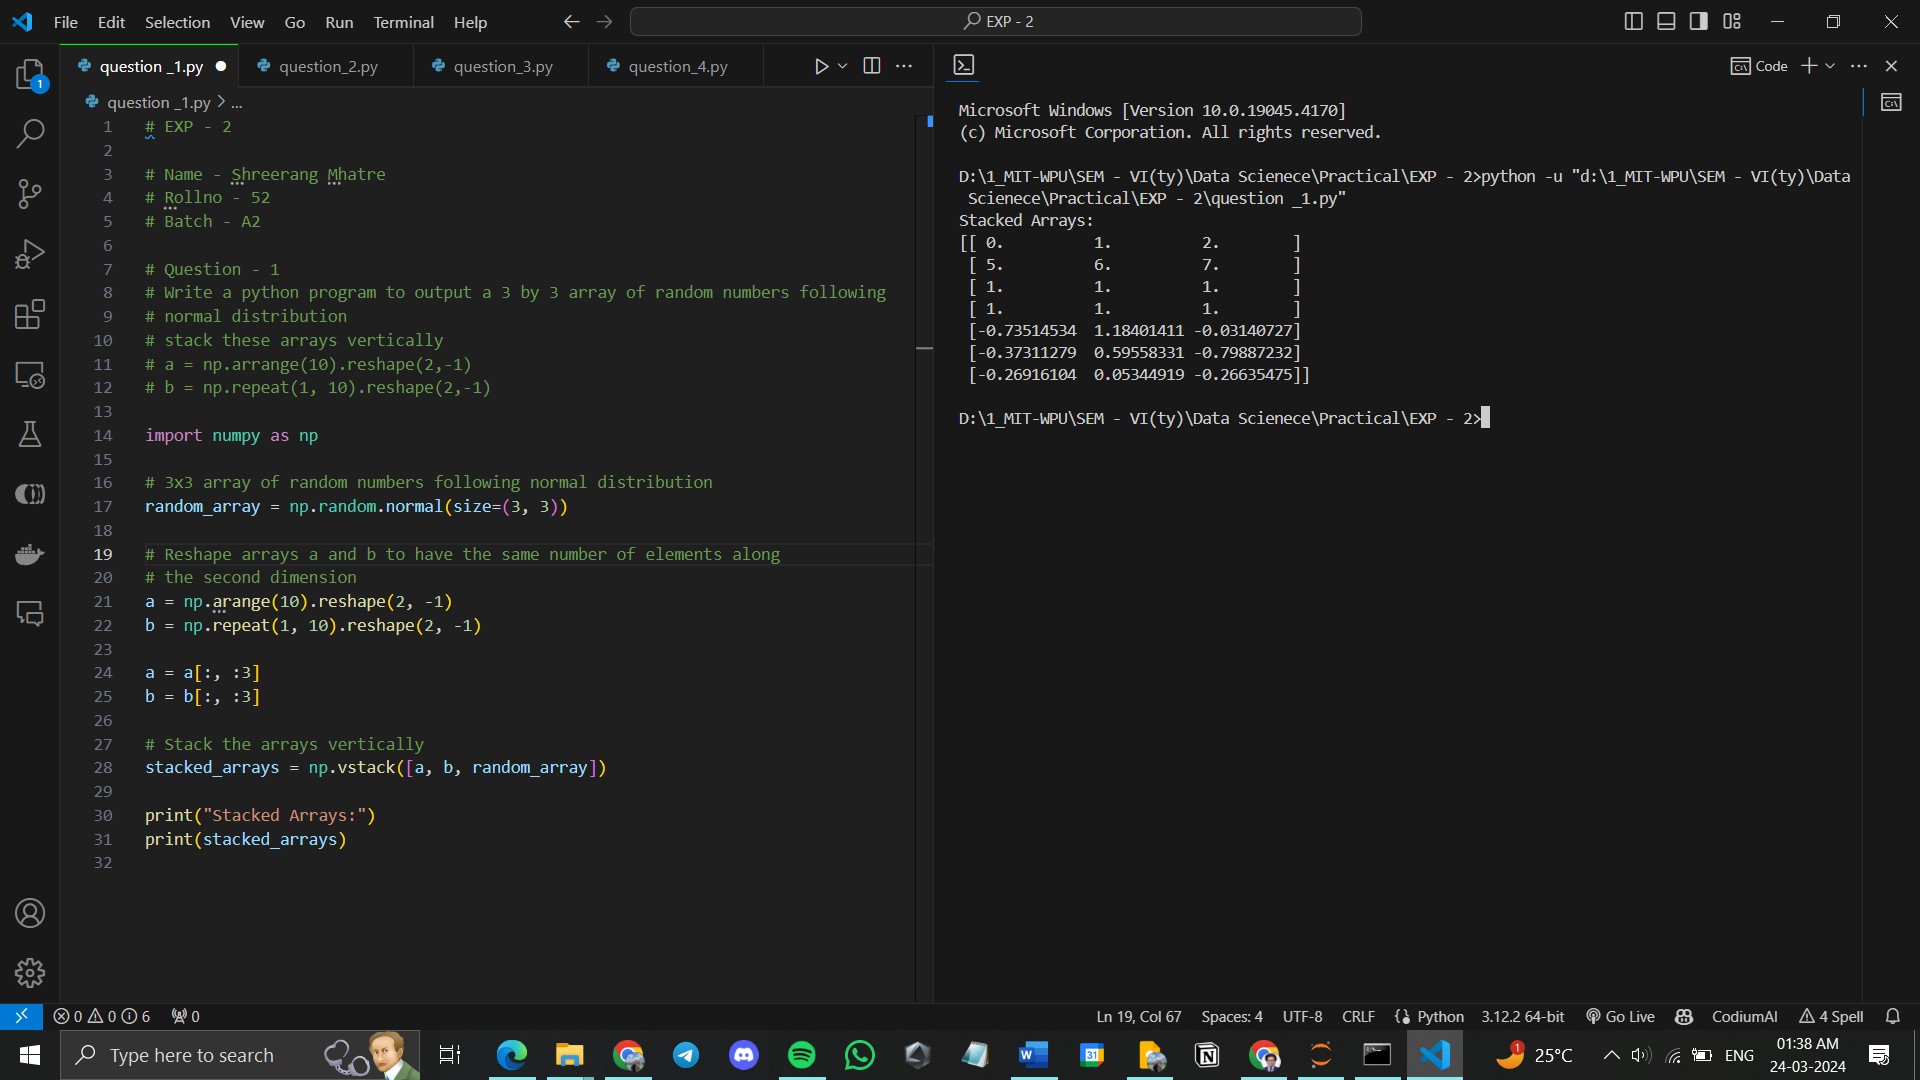 File Edit Selection View Go Run Terminal Help
EXP - 2
question _1.py
question_2.py
question_3.py
question_4.py
Code
question _1.py > ...
1 # EXP - 2
2
3 # Name - Shreerang Mhatre
4 # Rollno - 52
5 # Batch - A2
6
7 # Question - 1
8 # Write a python program to output a 3 by 3 array of random numbers following
9 # normal distribution
10 # stack these arrays vertically
11 # a = np.arrange(10).reshape(2,-1)
12 # b = np.repeat(1, 10).reshape(2,-1)
13
14 import numpy as np
15
16 # 3x3 array of random numbers following normal distribution
17 random_array = np.random.normal(size=(3, 3))
18
19 # Reshape arrays a and b to have the same number of elements along
20 # the second dimension
21 a = np.arange(10).reshape(2, -1)
22 b = np.repeat(1, 10).reshape(2, -1)
23
24 a = a[:, :3]
25 b = b[:, :3]
26
27 # Stack the arrays vertically
28 stacked_arrays = np.vstack([a, b, random_array])
29
30 print("Stacked Arrays:")
31 print(stacked_arrays)
32
Microsoft Windows [Version 10.0.19045.4170]
(c) Microsoft Corporation. All rights reserved.
D:\1_MIT-WPU\SEM - VI(ty)\Data Scienece\Practical\EXP - 2>python -u "d:\1_MIT-WPU\SEM - VI(ty)\Data
Scienece\Practical\EXP - 2\question _1.py"
Stacked Arrays:
[[ 0. 1. 2. ]
[ 5. 6. 7. ]
[ 1. 1. 1. ]
[ 1. 1. 1. ]
[-0.73514534 1.18401411 -0.03140727]
[-0.37311279 0.59558331 -0.79887232]
[-0.26916104 0.05344919 -0.26635475]]
D:\1_MIT-WPU\SEM - VI(ty)\Data Scienece\Practical\EXP - 2>
1
0 0 6 0
Ln 19, Col 67 Spaces: 4 UTF-8 CRLF Python 3.12.2 64-bit Go Live CodiumAI 4 Spell
Type here to search
W
31
1
25°C
ENG
01:38 AM
24-03-2024